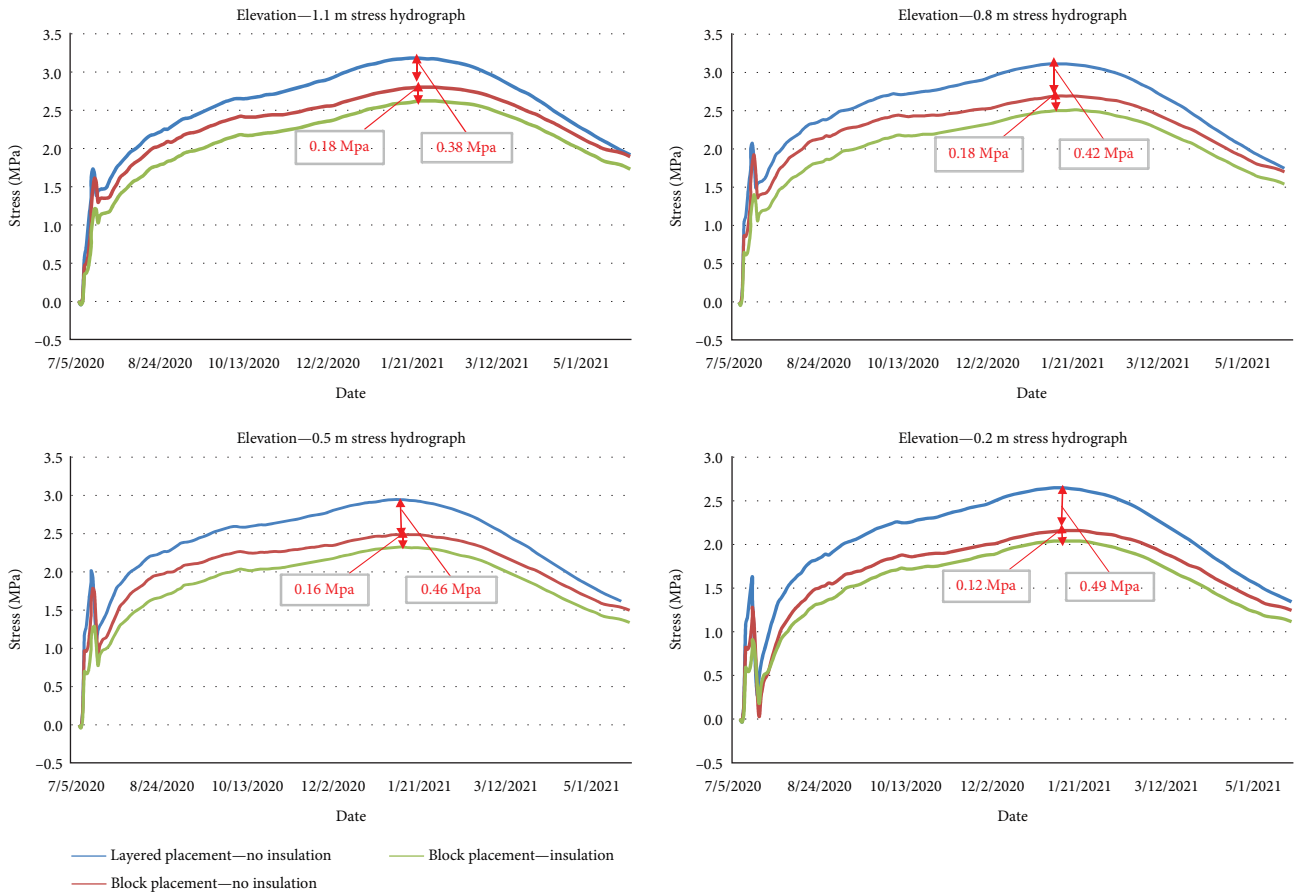 Elevation—1.1 m stress hydrograph
3.5
3.0
2.5
2.0
1.5
1.0
0.5
0.0
–0.5
Stress (MPa)
0.18 Mpa
0.38 Mpa
7/5/2020 8/24/2020 10/13/2020 12/2/2020 1/21/2021 3/12/2021 5/1/2021
Date
Elevation—0.8 m stress hydrograph
3.5
3.0
2.5
2.0
1.5
1.0
0.5
0.0
–0.5
Stress (MPa)
0.18 Mpa
0.42 Mpa
7/5/2020 8/24/2020 10/13/2020 12/2/2020 1/21/2021 3/12/2021 5/1/2021
Date
Elevation—0.5 m stress hydrograph
3.5
3.0
2.5
2.0
1.5
1.0
0.5
0.0
–0.5
Stress (MPa)
0.16 Mpa
0.46 Mpa
7/5/2020 8/24/2020 10/13/2020 12/2/2020 1/21/2021 3/12/2021 5/1/2021
Date
Elevation—0.2 m stress hydrograph
3.0
2.5
2.0
1.5
1.0
0.5
0.0
–0.5
Stress (MPa)
0.12 Mpa
0.49 Mpa
7/5/2020 8/24/2020 10/13/2020 12/2/2020 1/21/2021 3/12/2021 5/1/2021
Date
Layered placement—no insulation
Block placement—insulation
Block placement—no insulation